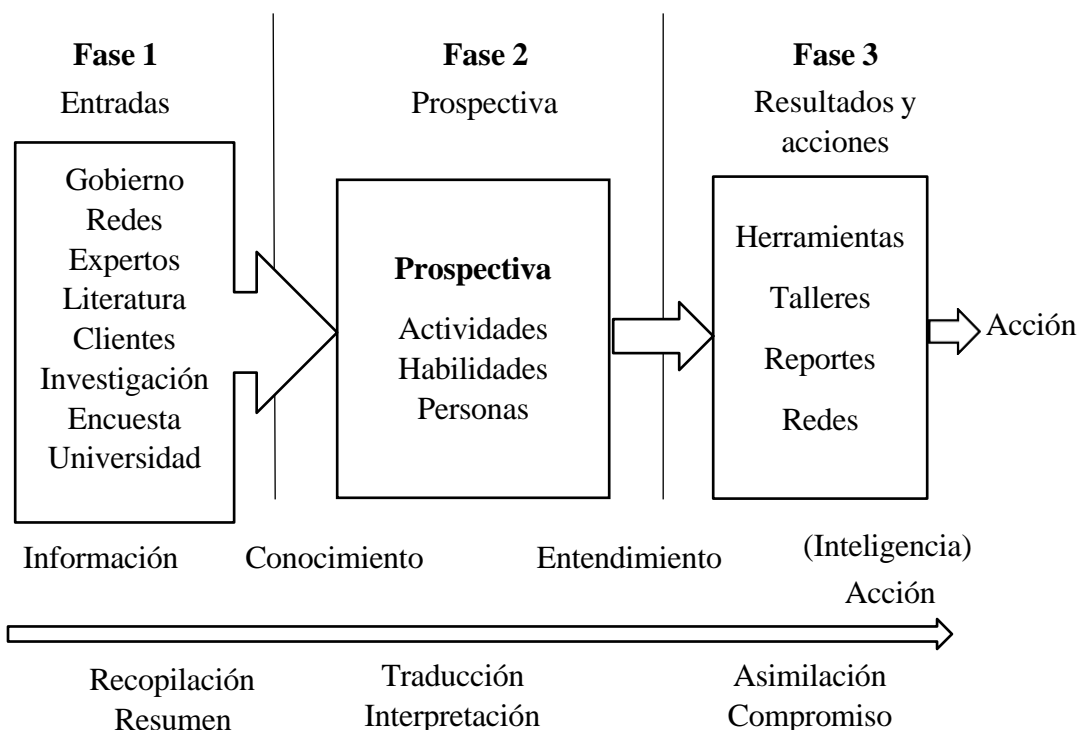 Fase 1
Entradas
Gobierno
Redes
Expertos
Literatura
Clientes
Investigación
Encuesta
Universidad
Fase 2
Prospectiva
Prospectiva
Actividades
Habilidades
Personas
Fase 3
Resultados y
acciones
Herramientas
Talleres
Reportes
Redes
Acción
Información
Conocimiento
Entendimiento
(Inteligencia)
Acción
Recopilación
Resumen
Traducción
Interpretación
Asimilación
Compromiso